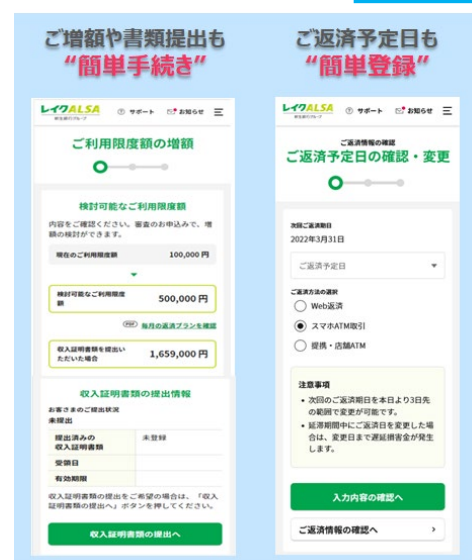 ご増額や書類提出も
“簡単手続き”
レイクALSA
新生銀行グループ
サポート
お知らせ
ご利用限度額の増額
検討可能なご利用限度額
内容をご確認ください。審査のお申込みで、増
額の検討ができます。
現在のご利用限度額 100,000 円
検討可能なご利用限度
額 500,000 円
PDF 毎月の返済プランを確認
収入証明書類を提出い
ただいた場合 1,659,000 円
収入証明書類の提出情報
お客さまのご提出状況
未提出
提出済みの
収入証明書類 未登録
受領日
有効期限
収入証明書類の提出をご希望の場合は、「収入
証明書類の提出へ」ボタンを押してください。
収入証明書類の提出へ
ご返済予定日も
“簡単登録”
レイクALSA
新生銀行グループ
サポート
お知らせ
ご返済情報の確認
ご返済予定日の確認・変更
次回ご返済期日
2022年3月31日
ご返済予定日
ご返済方法の選択
Web返済
スマホATM取引
提携・店舗ATM
注意事項
• 次回のご返済期日を本日より3日先
の範囲で変更が可能です。
• 延滞期間中にご返済日を変更した場
合は、変更日まで遅延損害金が発生
します。
入力内容の確認へ
ご返済情報の確認へ